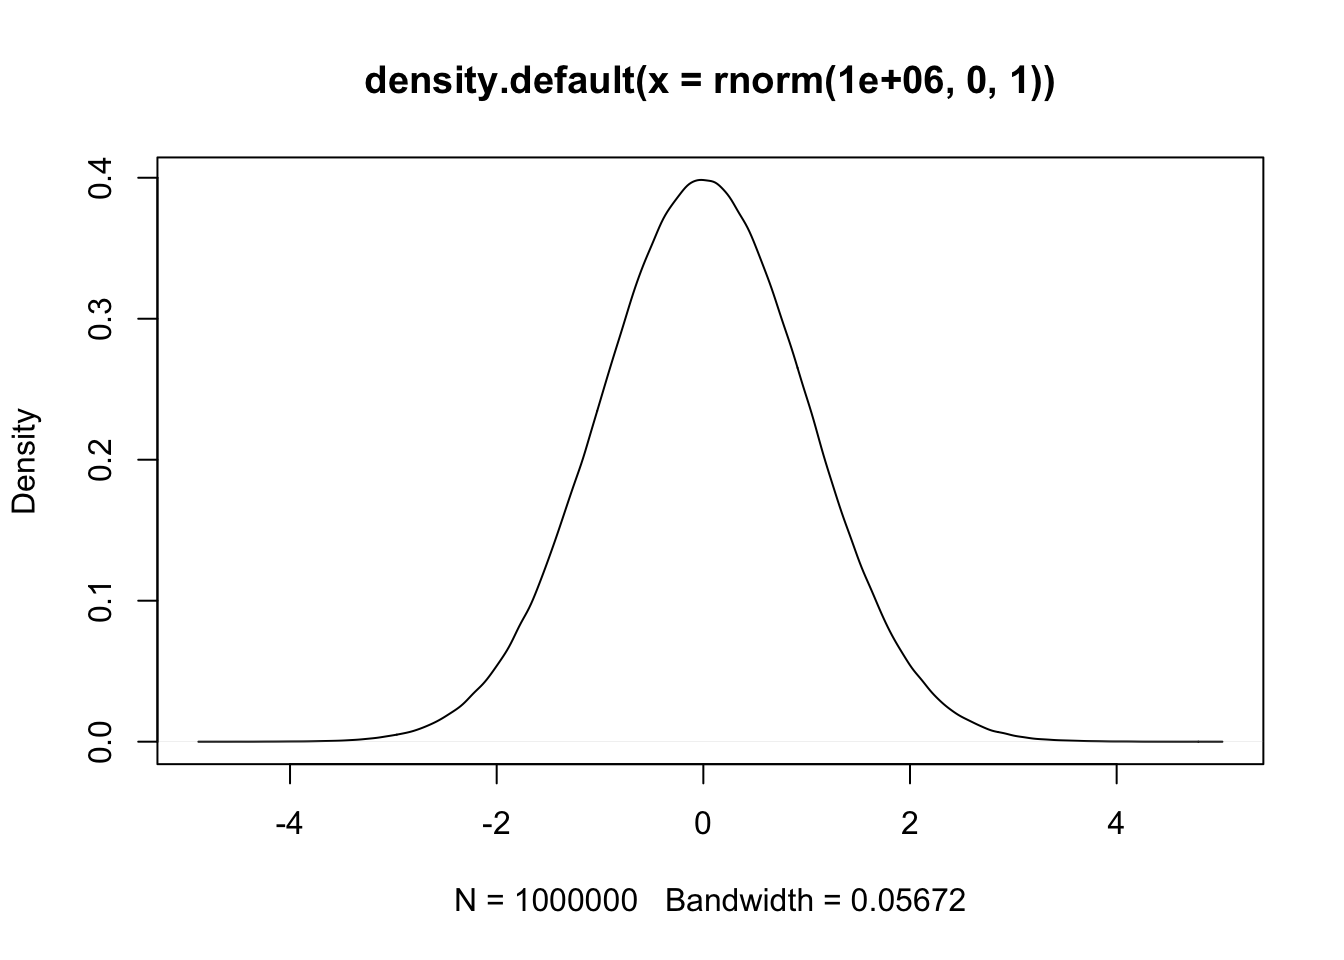 density.default(x = rnorm(1e+06, 0, 1))
Density
0.4
0.3
0.2
0.1
0.0
-4 -2 0 2 4
N = 1000000 Bandwidth = 0.05672